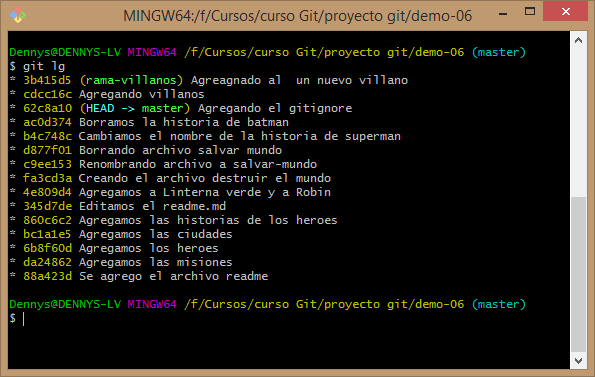 MINGW64:/f/Cursos/curso Git/proyecto git/demo-06
Dennys@DENNYS-LV MINGW64 /f/Cursos/curso Git/proyecto git/demo-06 (master)
$ git lg
* 3b415d5 (rama-villanos) Agreagnado al  un nuevo villano
* cdcc16c Agregando villanos
* 62c8a10 (HEAD -> master) Agregando el gitignore
* ac0d374 Borramos la historia de batman
* b4c748c Cambiamos el nombre de la historia de superman
* d877f01 Borrando archivo salvar mundo
* c9ee153 Renombrando archivo a salvar-mundo
* fa3cd3a Creando el archivo destruir el mundo
* 4e809d4 Agregamos a Linterna verde y a Robin
* 345d7de Editamos el readme.md
* 860c6c2 Agregamos las historias de los heroes
* bc1a1e5 Agregamos las ciudades
* 6b8f60d Agregamos los heroes
* da24862 Agregamos las misiones
* 88a423d Se agrego el archivo readme
Dennys@DENNYS-LV MINGW64 /f/Cursos/curso Git/proyecto git/demo-06 (master)
$